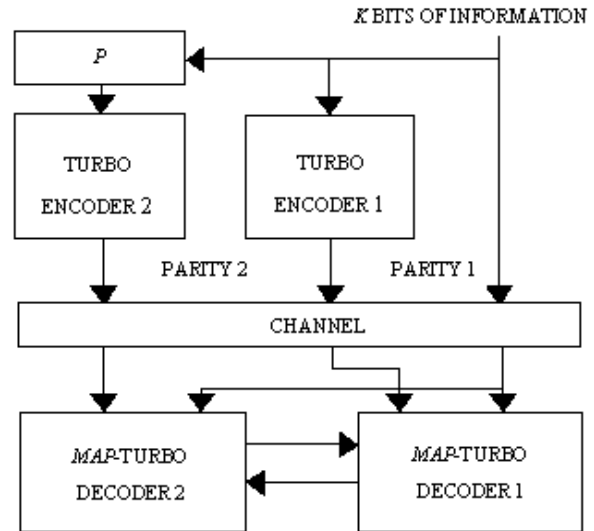 K BITS OF INFORMATION
P
TURBO
ENCODER 2
TURBO
ENCODER 1
PARITY 2
PARITY 1
CHANNEL
MAP-TURBO
DECODER 2
MAP-TURBO
DECODER 1